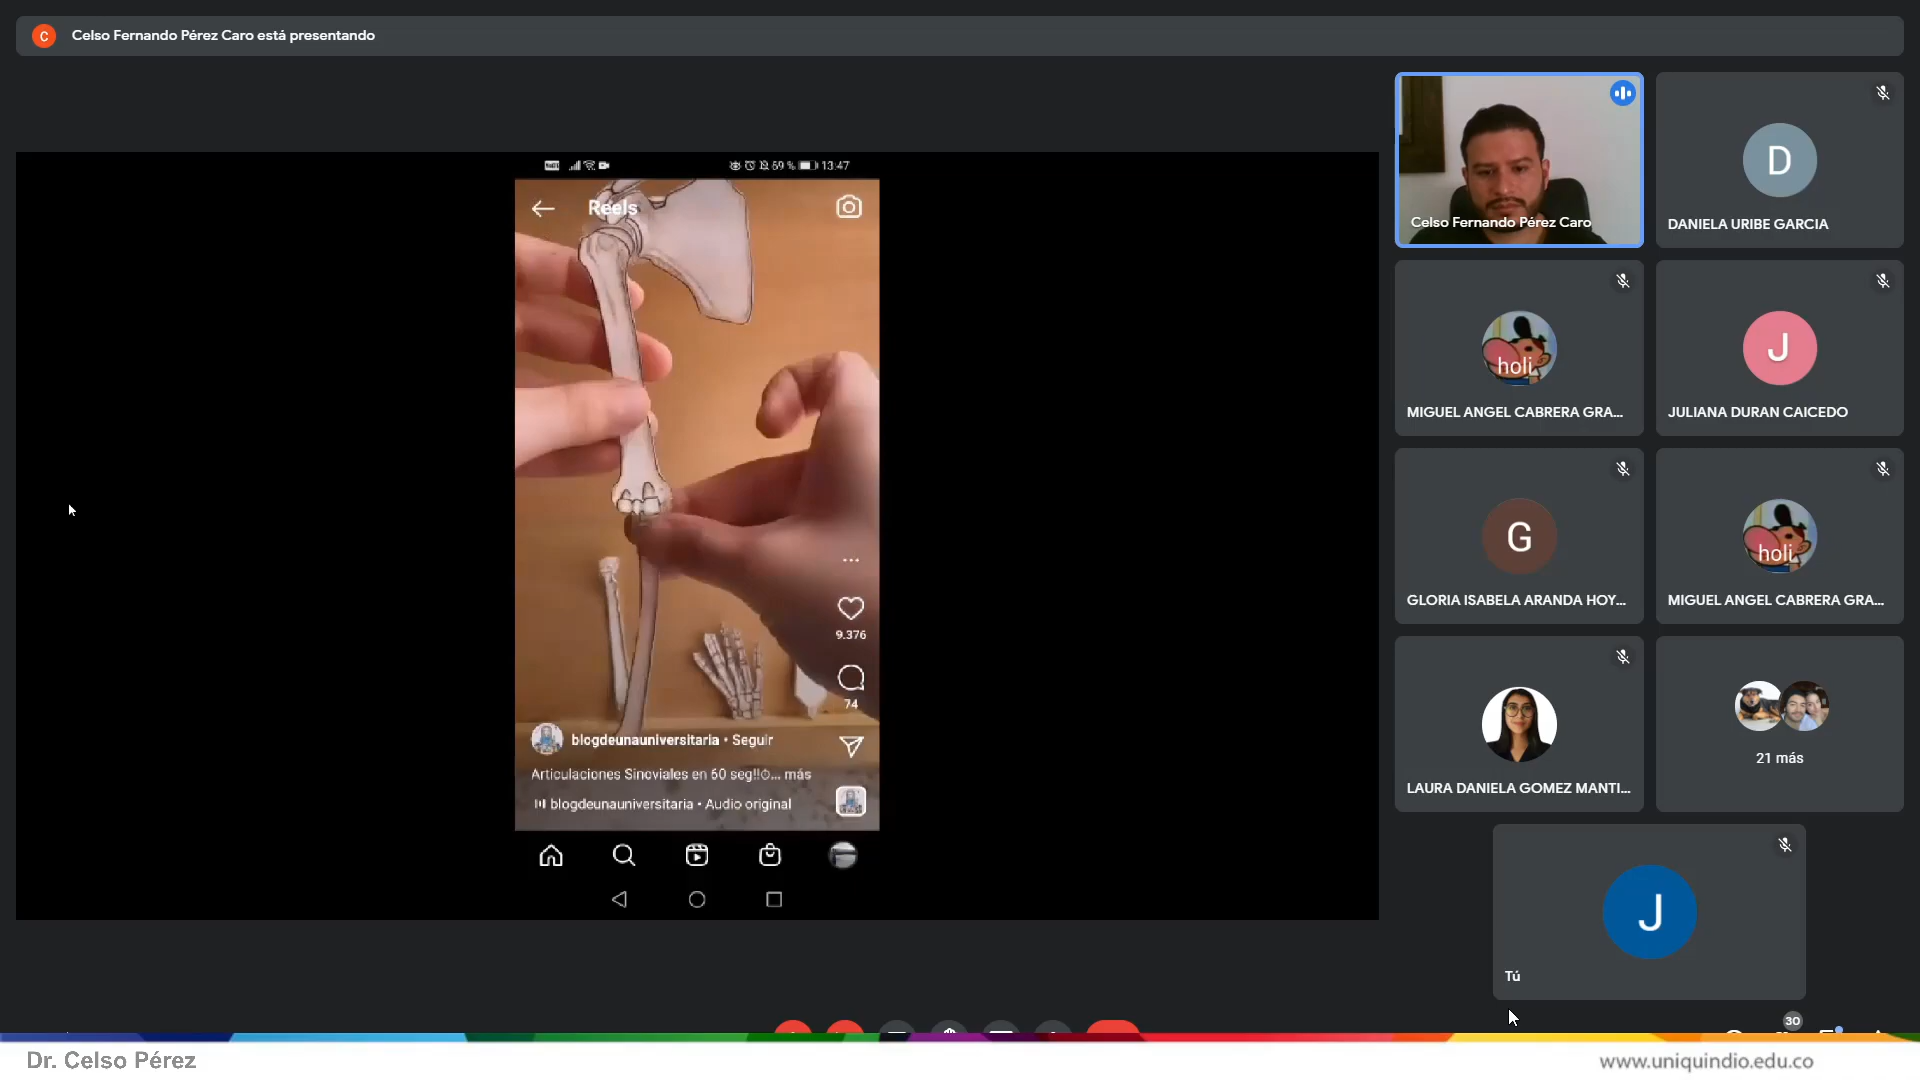 C
Celso Fernando Pérez Caro está presentando
59 %
13:47
Reels
9.376
74
blogdeunauniversitaria • Seguir
Articulaciones Sinoviales en 60 seg!!⏱... más
blogdeunauniversitaria • Audio original
Celso Fernando Pérez Caro
D
DANIELA URIBE GARCIA
holi
MIGUEL ANGEL CABRERA GRA...
J
JULIANA DURAN CAICEDO
G
GLORIA ISABELA ARANDA HOY...
holi
MIGUEL ANGEL CABRERA GRA...
LAURA DANIELA GOMEZ MANTI...
21 más
J
Tú
30
Dr. Celso Pérez
www.uniquindio.edu.co